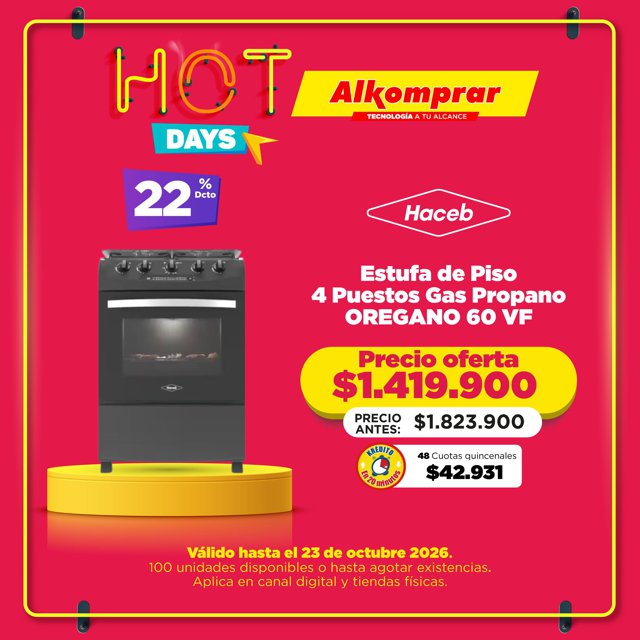 HOT
DAYS
Alkomprar
TECNOLOGÍA A TU ALCANCE
22 % Dcto
Haceb
Estufa de Piso
4 Puestos Gas Propano
OREGANO 60 VF
Precio oferta
$1.419.900
PRECIO ANTES: $1.823.900
KREDITO
En 20 minutos
48 Cuotas quincenales
$42.931
Haceb
Válido hasta el 23 de octubre 2026.
100 unidades disponibles o hasta agotar existencias.
Aplica en canal digital y tiendas físicas.